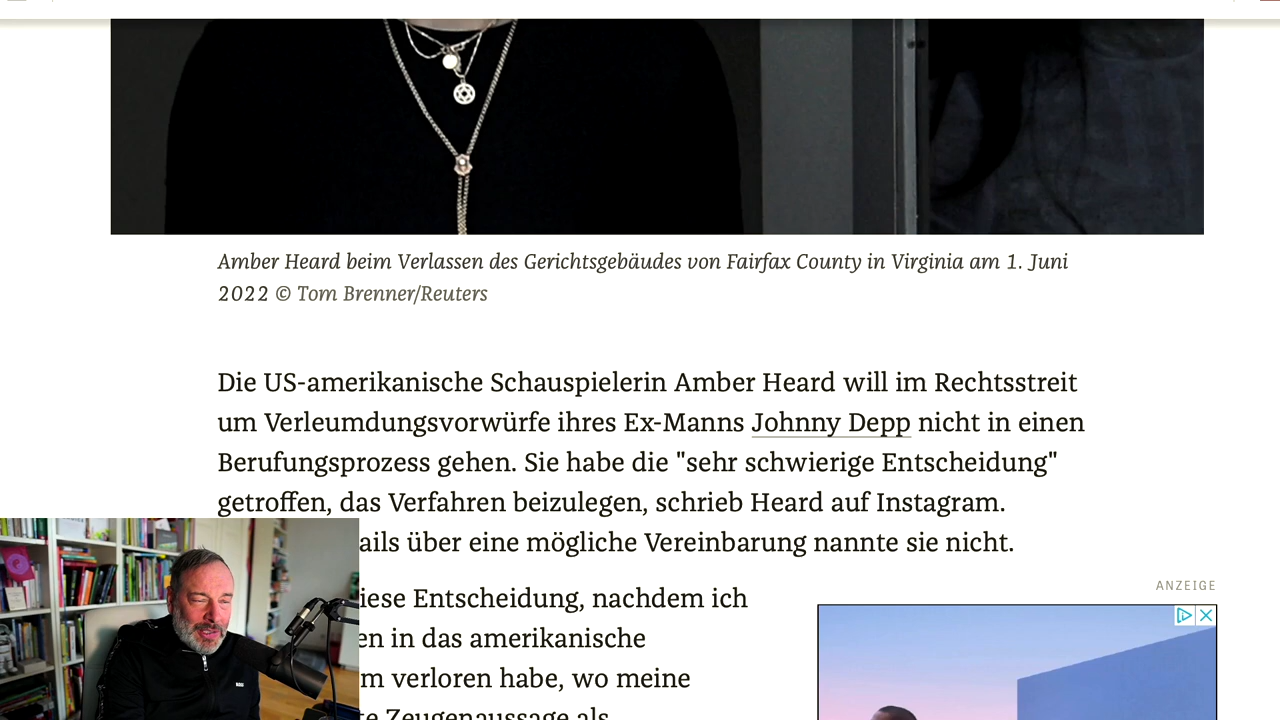 Amber Heard beim Verlassen des Gerichtsgebäudes von Fairfax County in Virginia am 1. Juni
2022 © Tom Brenner/Reuters
Die US-amerikanische Schauspielerin Amber Heard will im Rechtsstreit
um Verleumdungsvorwürfe ihres Ex-Manns Johnny Depp nicht in einen
Berufungsprozess gehen. Sie habe die "sehr schwierige Entscheidung"
getroffen, das Verfahren beizulegen, schrieb Heard auf Instagram.
ails über eine mögliche Vereinbarung nannte sie nicht.
ANZEIGE
iese Entscheidung, nachdem ich
en in das amerikanische
m verloren habe, wo meine
te Zeugenaussage als